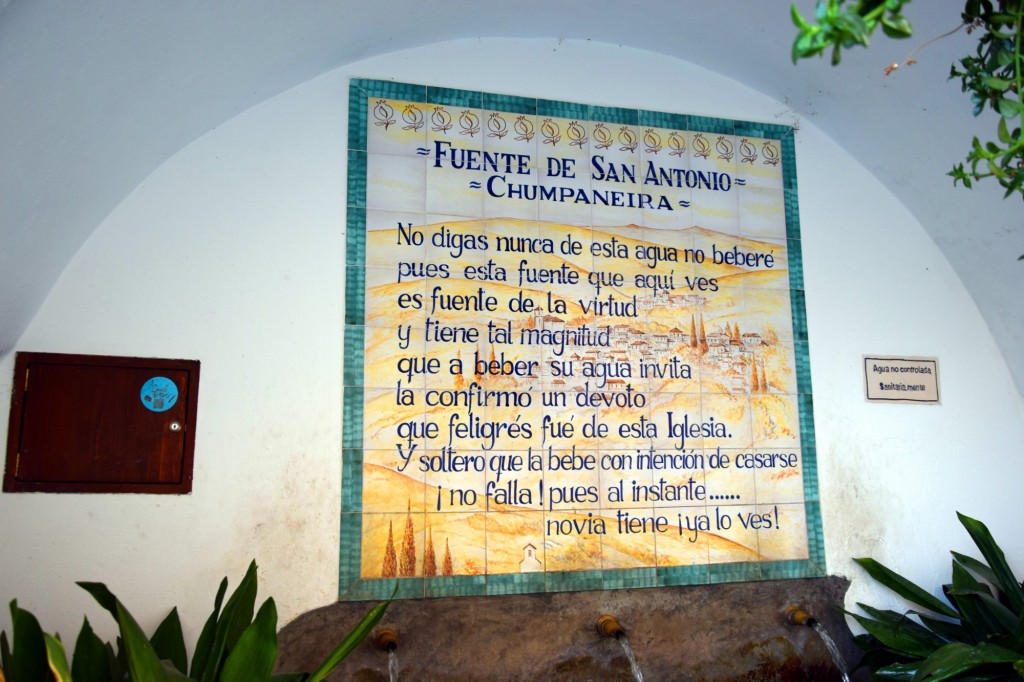 ≈FUENTE DE SAN ANTONIO≈
≈CHUMPANEIRA≈
No digas nunca de esta agua no beberé
pues esta fuente que aquí ves
es fuente de la virtud
y tiene tal magnitud
que a beber su agua invita
la confirmó un devoto
que feligrés fué de esta Iglesia.
Y soltero que la bebe con intención de casarse
¡no falla! pues al instante......
novia tiene ¡ya lo ves!
Agua no controlada
Sanitariamente